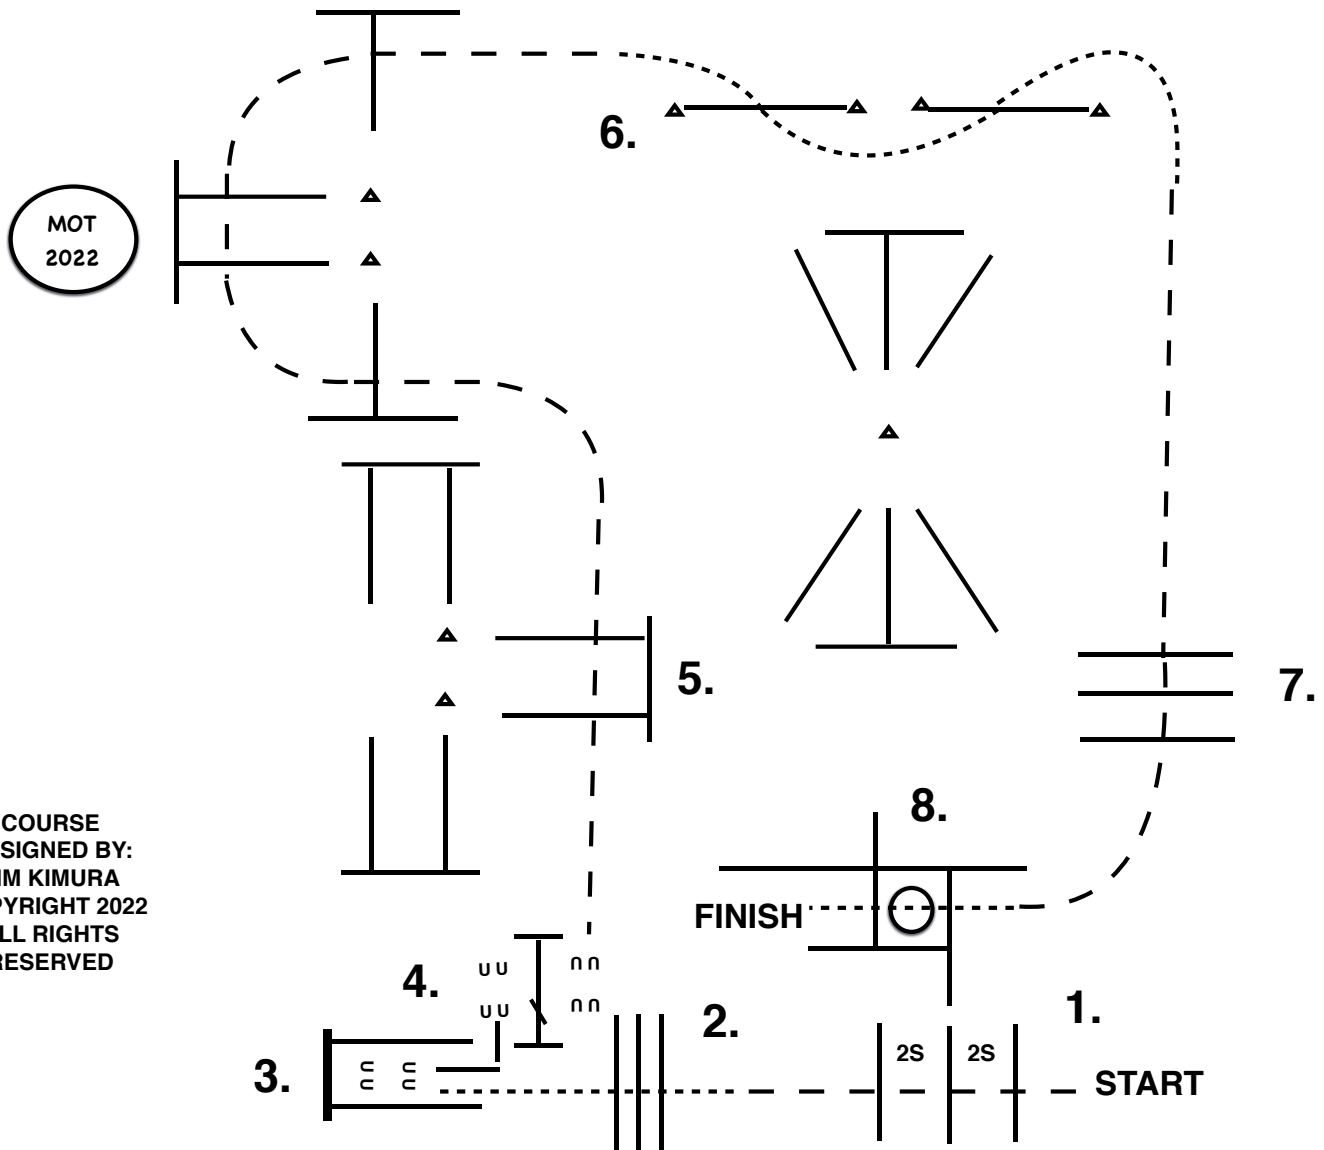 6.
MOT
2022
5.
7.
8.
COURSE
SIGNED BY:
IM KIMURA
PYRIGHT 2022
LL RIGHTS
RESERVED
FINISH
4.
U U
U U
2.
1.
2S 2S
3.
START